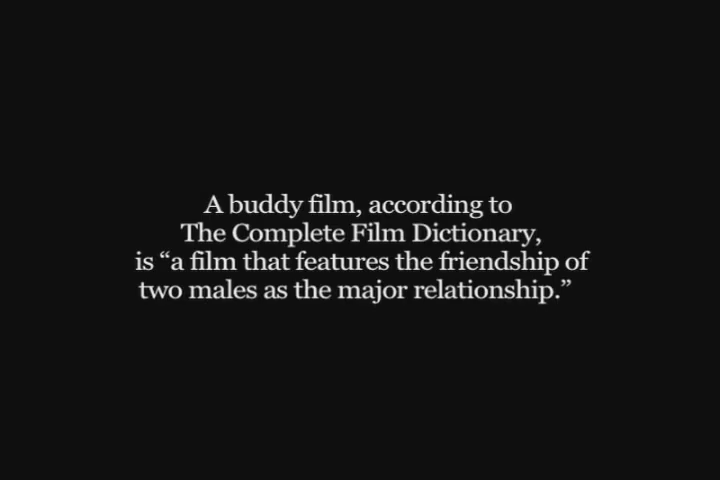 A buddy film, according to
The Complete Film Dictionary,
is “a film that features the friendship of
two males as the major relationship.”